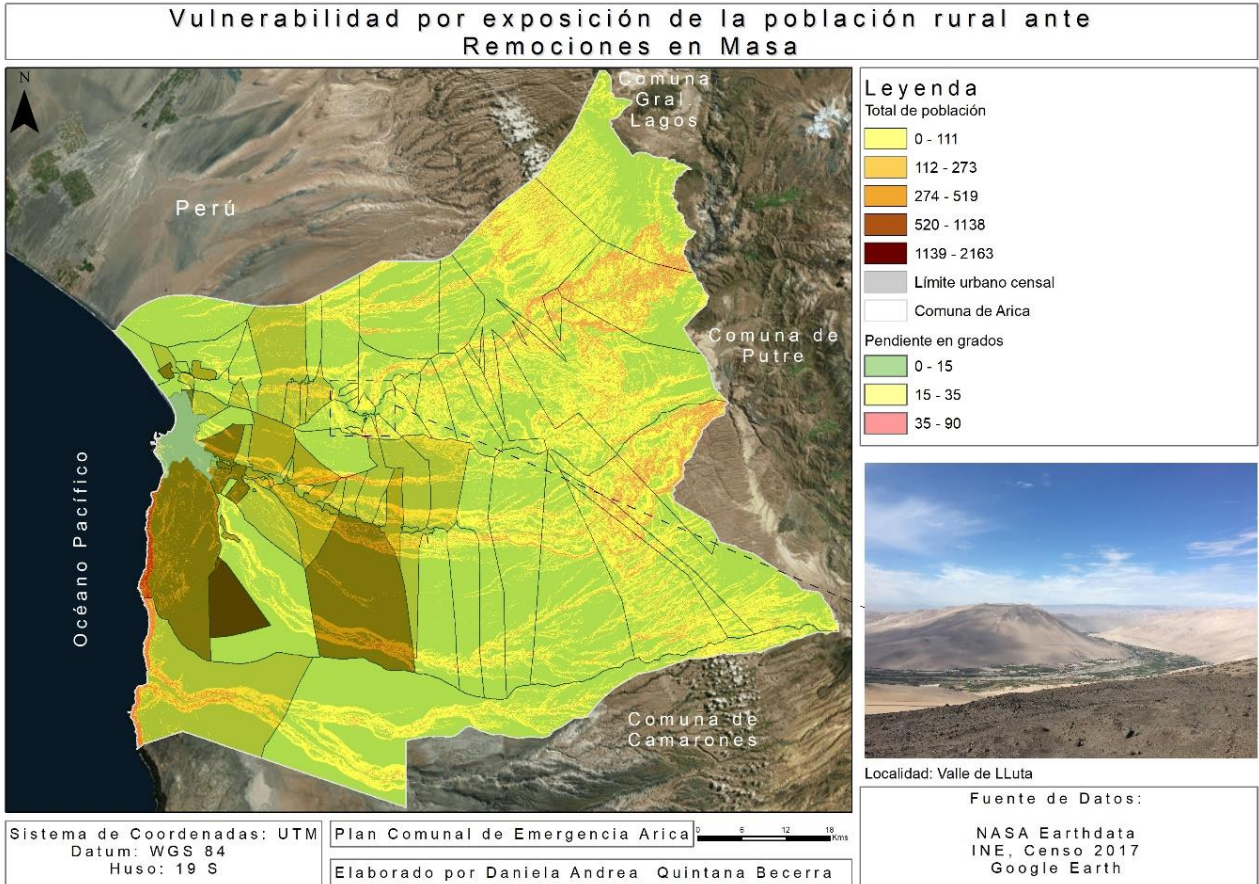 Vulnerabilidad por exposición de la población rural ante
Remociones en Masa
N
Comuna
Gral.
Lagos
Perú
Comuna de
Putre
Océano Pacífico
Comuna de
Camarones
Leyenda
Total de población
0 - 111
112 - 273
274 - 519
520 - 1138
1139 - 2163
Límite urbano censal
Comuna de Arica
Pendiente en grados
0 - 15
15 - 35
35 - 90
Localidad: Valle de LLuta
Sistema de Coordenadas: UTM
Datum: WGS 84
Huso: 19 S
Plan Comunal de Emergencia Arica
0 6 12 18
Kms
Elaborado por Daniela Andrea Quintana Becerra
Fuente de Datos:
NASA Earthdata
INE, Censo 2017
Google Earth